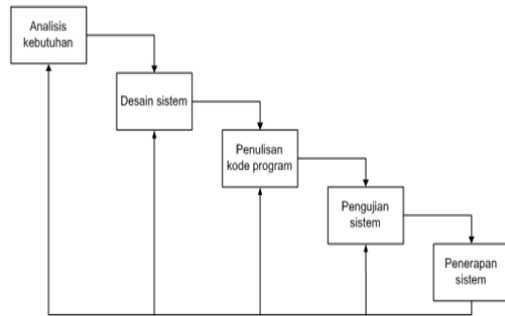 Analisis
kebutuhan
Desain sistem
Penulisan
kode program
Pengujian
sistem
Penerapan
sistem